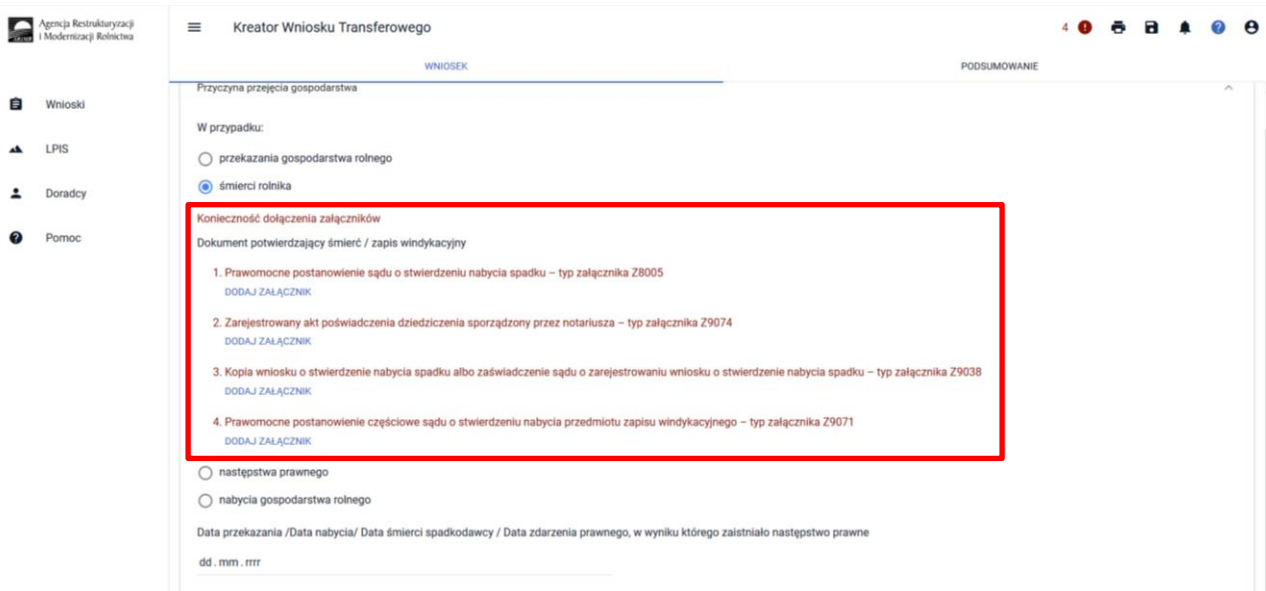 Agencja Restrukturyzacji
i Modernizacji Rolnictwa
Kreator Wniosku Transferowego
4
WNIOSEK
PODSUMOWANIE
Wnioski
LPIS
Doradcy
Pomoc
Przyczyna przejęcia gospodarstwa
W przypadku:
przekazania gospodarstwa rolnego
śmierci rolnika
Konieczność dołączenia załączników
Dokument potwierdzający śmierć / zapis windykacyjny
1. Prawomocne postanowienie sądu o stwierdzeniu nabycia spadku – typ załącznika Z8005
DODAJ ZAŁĄCZNIK
2. Zarejestrowany akt poświadczenia dziedziczenia sporządzony przez notariusza – typ załącznika Z9074
DODAJ ZAŁĄCZNIK
3. Kopia wniosku o stwierdzenie nabycia spadku albo zaświadczenie sądu o zarejestrowaniu wniosku o stwierdzenie nabycia spadku – typ załącznika Z9038
DODAJ ZAŁĄCZNIK
4. Prawomocne postanowienie częściowe sądu o stwierdzeniu nabycia przedmiotu zapisu windykacyjnego – typ załącznika Z9071
DODAJ ZAŁĄCZNIK
następstwa prawnego
nabycia gospodarstwa rolnego
Data przekazania /Data nabycia/ Data śmierci spadkodawcy / Data zdarzenia prawnego, w wyniku którego zaistniało następstwo prawne
dd . mm . rrrr